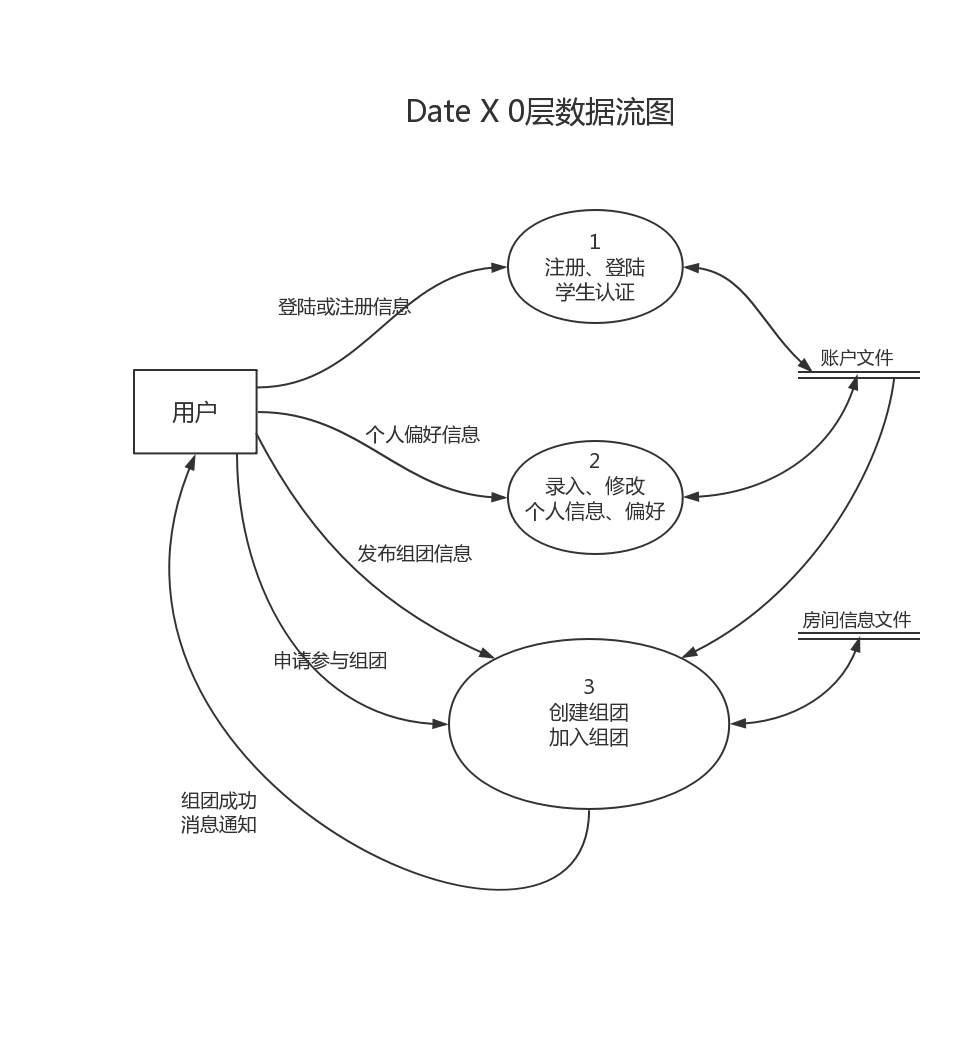 Date X 0层数据流图
1
注册、登陆
学生认证
登陆或注册信息
账户文件
用户
个人偏好信息
2
录入、修改
个人信息、偏好
发布组团信息
房间信息文件
申请参与组团
3
创建组团
加入组团
组团成功
消息通知